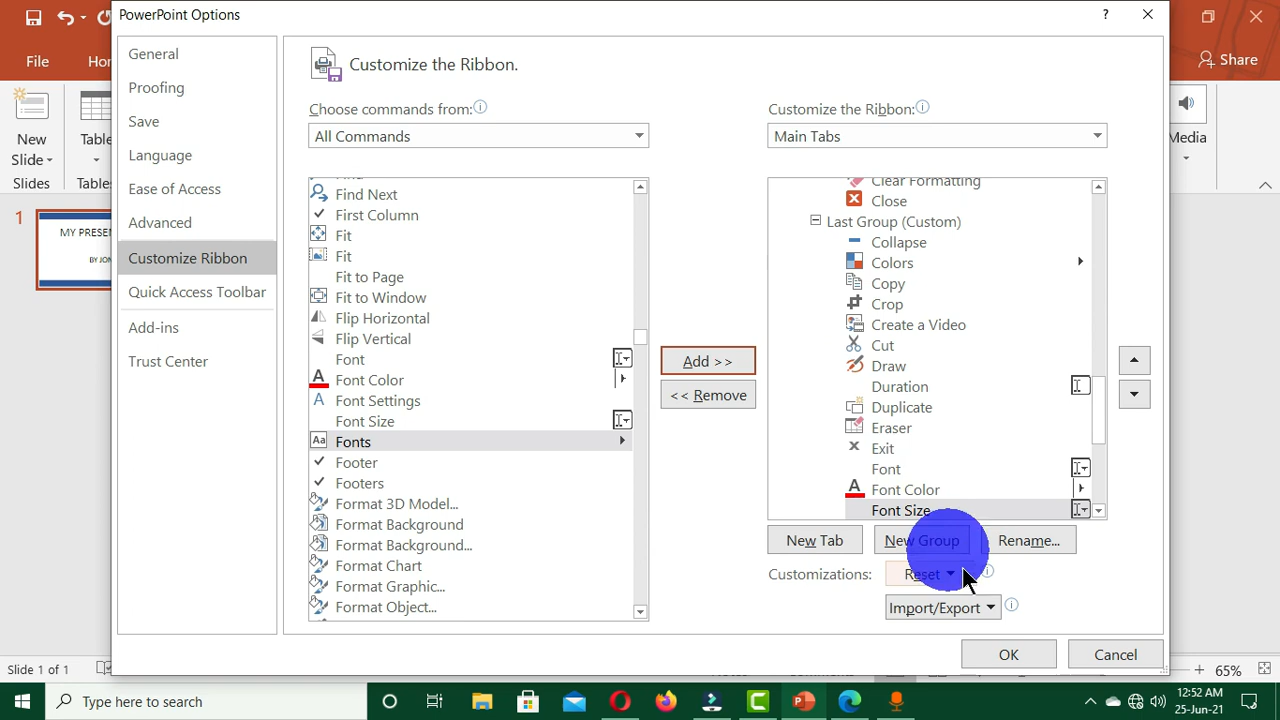 PowerPoint Options
?
File
Hom
Share
General
Proofing
Save
Language
Ease of Access
Advanced
Customize Ribbon
Quick Access Toolbar
Add-ins
Trust Center
Customize the Ribbon.
Choose commands from:
All Commands
Find Next
First Column
Fit
Fit
Fit to Page
Fit to Window
Flip Horizontal
Flip Vertical
Font
Font Color
Font Settings
Font Size
Fonts
Footer
Footers
Format 3D Model...
Format Background
Format Background...
Format Chart
Format Graphic...
Format Object...
Add >>
<< Remove
Customize the Ribbon:
Main Tabs
Clear Formatting
Close
Last Group (Custom)
Collapse
Colors
Copy
Crop
Create a Video
Cut
Draw
Duration
Duplicate
Eraser
Exit
Font
Font Color
Font Size
New Tab
New Group
Rename...
Customizations:
Reset
Import/Export
OK
Cancel
New
Slide
Slides
Table
Tables
Media
1
MY PRESEN
BY JON
Slide 1 of 1
65%
Type here to search
12:52 AM
25-Jun-21